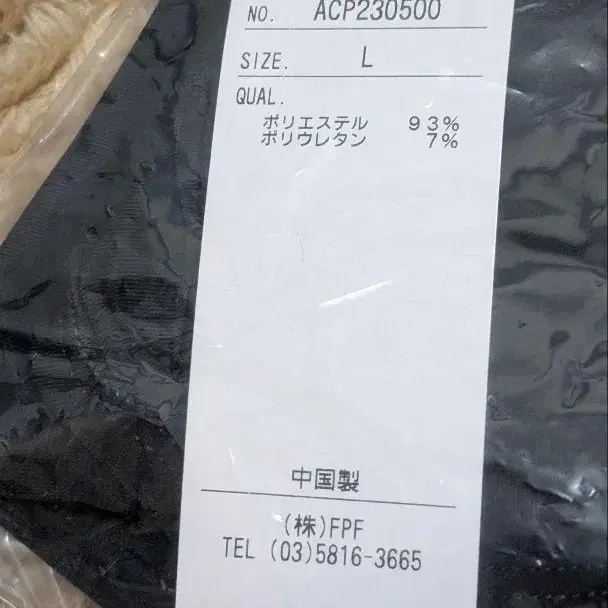 NO. ACP230500
SIZE. L
QUAL.
ポリエステル 93%
ポリウレタン 7%
中国製
(株)FPF
TEL (03)5816-3665